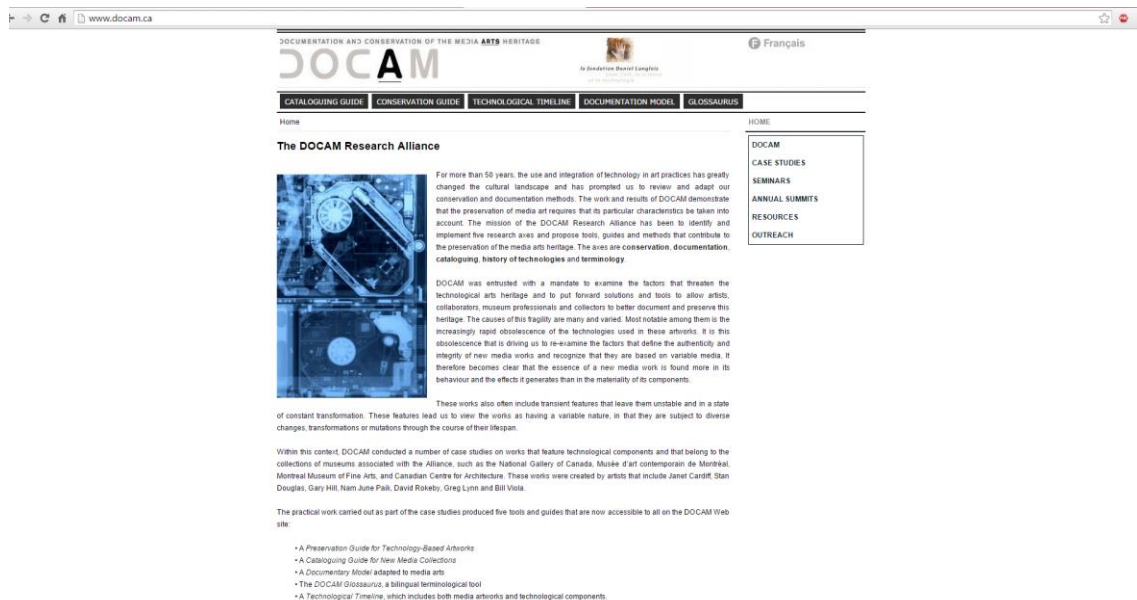 www.docam.ca
DOCUMENTATION AND CONSERVATION OF THE MEDIA ARTS HERITAGE
DOCAM
la fondation Daniel Langlois
F Français
CATALOGUING GUIDE CONSERVATION GUIDE TECHNOLOGICAL TIMELINE DOCUMENTATION MODEL GLOSSAURUS
Home
The DOCAM Research Alliance
For more than 50 years, the use and integration of technology in art practices has greatly
changed the cultural landscape and has prompted us to review and adapt our
conservation and documentation methods. The work and results of DOCAM demonstrate
that the preservation of media art requires that its particular characteristics be taken into
account. The mission of the DOCAM Research Alliance has been to identify and
implement five research axes and propose tools, guides and methods that contribute to
the preservation of the media arts heritage. The axes are conservation, documentation,
cataloguing, history of technologies and terminology.
DOCAM was entrusted with a mandate to examine the factors that threaten the
technological arts heritage and to put forward solutions and tools to allow artists,
collaborators, museum professionals and collectors to better document and preserve this
heritage. The causes of this fragility are many and varied. Most notable among them is the
increasingly rapid obsolescence of the technologies used in these artworks. It is this
obsolescence that is driving us to re-examine the factors that define the authenticity and
integrity of new media works and recognize that they are based on variable media. It
therefore becomes clear that the essence of a new media work is found more in its
behaviour and the effects it generates than in the materiality of its components.
These works also often include transient features that leave them unstable and in a state
of constant transformation. These features lead us to view the works as having a variable nature, in that they are subject to diverse
changes, transformations or mutations through the course of their lifespan.
Within this context, DOCAM conducted a number of case studies on works that feature technological components and that belong to the
collections of museums associated with the Alliance, such as the National Gallery of Canada, Musée d'art contemporain de Montréal,
Montreal Museum of Fine Arts, and Canadian Centre for Architecture. These works were created by artists that include Janet Cardiff, Stan
Douglas, Gary Hill, Nam June Paik, David Rokeby, Greg Lynn and Bill Viola.
The practical work carried out as part of the case studies produced five tools and guides that are now accessible to all on the DOCAM Web
site:
• A Preservation Guide for Technology-Based Artworks
• A Cataloguing Guide for New Media Collections
• A Documentary Model adapted to media arts
• The DOCAM Glossaurus, a bilingual terminological tool
• A Technological Timeline, which includes both media artworks and technological components.
HOME
DOCAM
CASE STUDIES
SEMINARS
ANNUAL SUMMITS
RESOURCES
OUTREACH